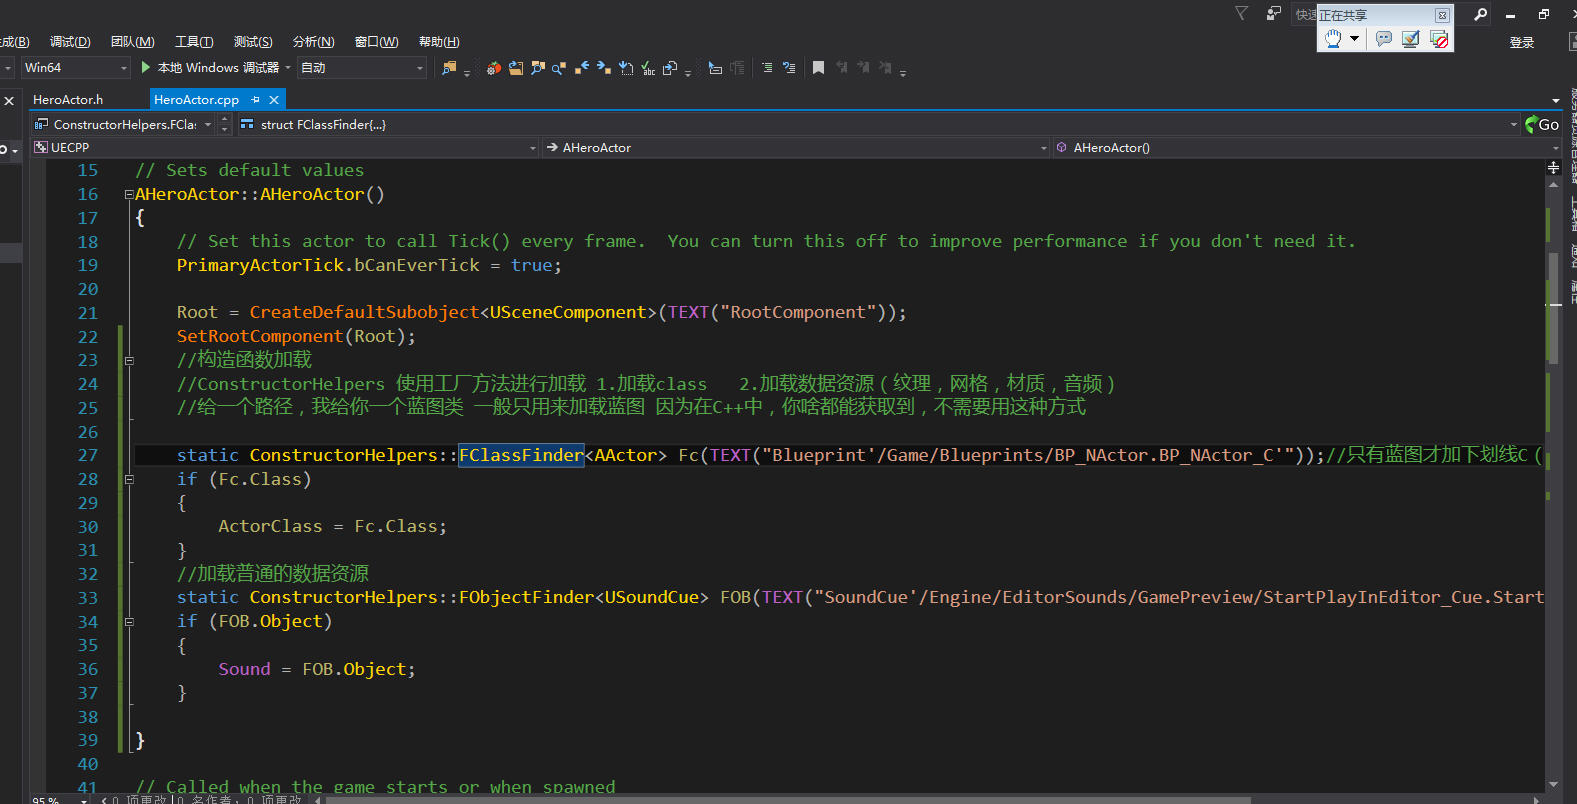 快速
正在共享
生成(B) 调试(D) 团队(M) 工具(T) 测试(S) 分析(N) 窗口(W) 帮助(H) 登录
Win64 本地 Windows 调试器 自动
HeroActor.h HeroActor.cpp
ConstructorHelpers.FCla struct FClassFinder{...} Go
UECPP AHeroActor AHeroActor()
15 // Sets default values
16 AHeroActor::AHeroActor()
17 {
18 // Set this actor to call Tick() every frame.  You can turn this off to improve performance if you don't need it.
19 PrimaryActorTick.bCanEverTick = true;
20
21 Root = CreateDefaultSubobject<USceneComponent>(TEXT("RootComponent"));
22 SetRootComponent(Root);
23 //构造函数加载
24 //ConstructorHelpers 使用工厂方法进行加载 1.加载class   2.加载数据资源（纹理，网格，材质，音频）
25 //给一个路径，我给你一个蓝图类 一般只用来加载蓝图 因为在C++中，你啥都能获取到，不需要用这种方式
26
27 static ConstructorHelpers::FClassFinder<AActor> Fc(TEXT("Blueprint'/Game/Blueprints/BP_NActor.BP_NActor_C'"));//只有蓝图才加下划线C（
28 if (Fc.Class)
29 {
30 ActorClass = Fc.Class;
31 }
32 //加载普通的数据资源
33 static ConstructorHelpers::FObjectFinder<USoundCue> FOB(TEXT("SoundCue'/Engine/EditorSounds/GamePreview/StartPlayInEditor_Cue.Start
34 if (FOB.Object)
35 {
36 Sound = FOB.Object;
37 }
38
39 }
40
41 // Called when the game starts or when spawned
95 % 0 项更改 | 0 名作者，0 项更改